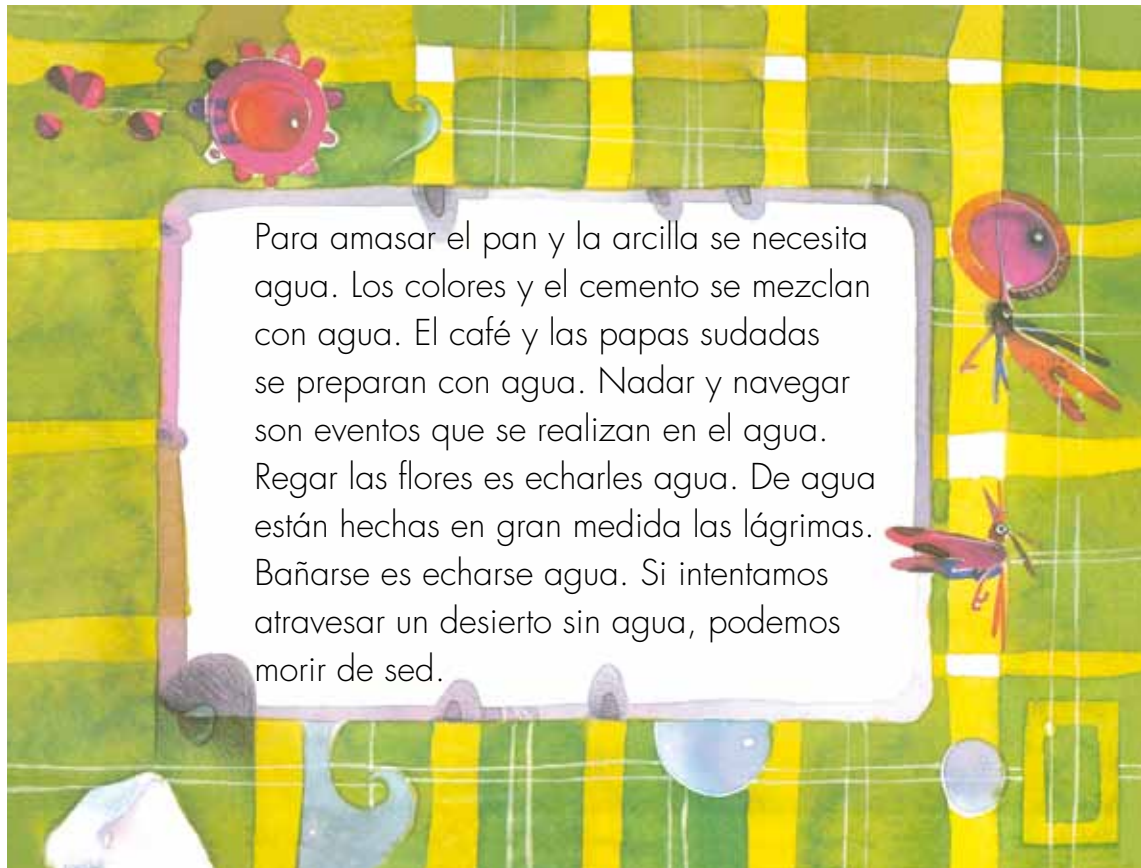 Para amasar el pan y la arcilla se necesita
agua. Los colores y el cemento se mezclan
con agua. El café y las papas sudadas
se preparan con agua. Nadar y navegar
son eventos que se realizan en el agua.
Regar las flores es echarles agua. De agua
están hechas en gran medida las lágrimas.
Bañarse es echarse agua. Si intentamos
atravesar un desierto sin agua, podemos
morir de sed.